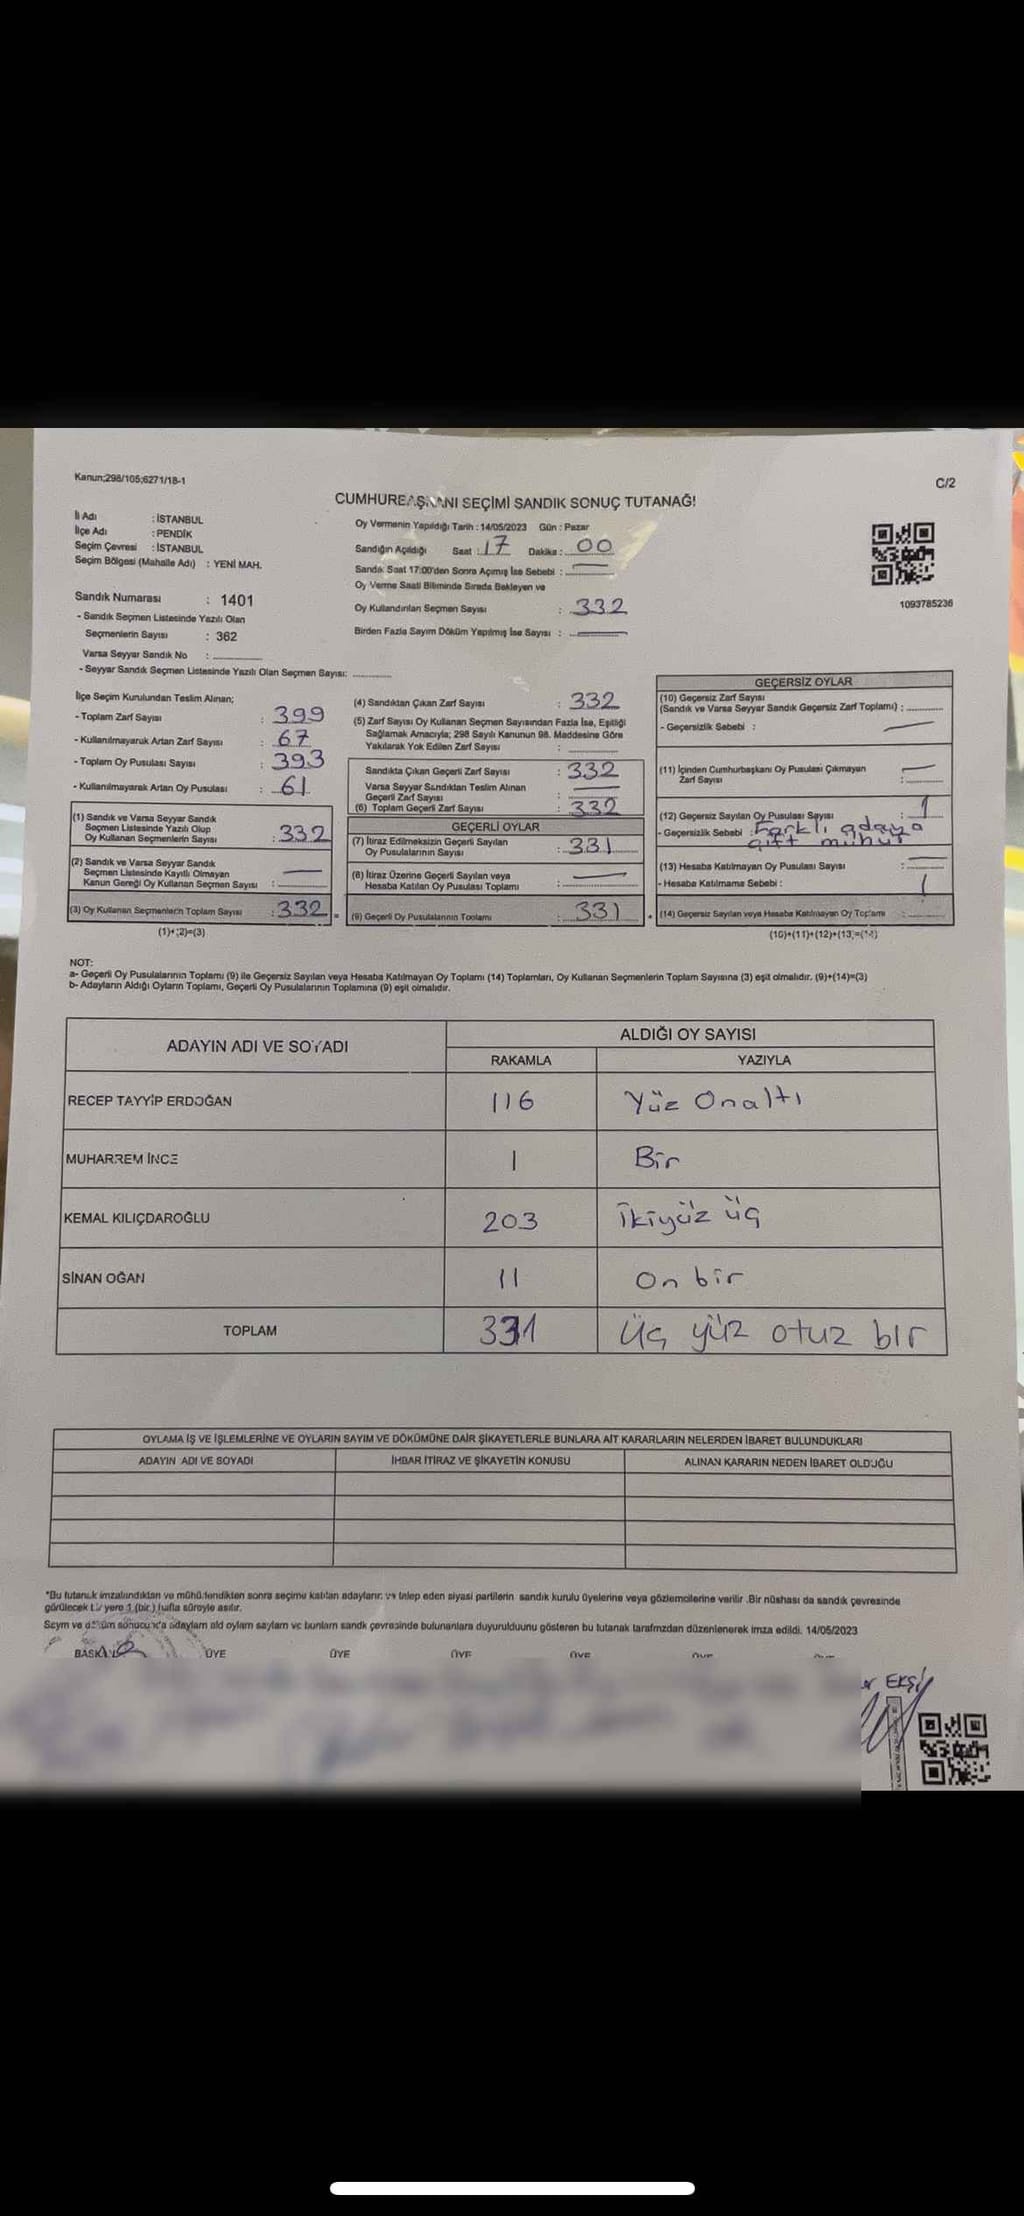 Kanun;298/105;6271/18-1
C/2
CUMHURBAŞKANI SEÇİMİ SANDIK SONUÇ TUTANAĞI
İl Adı : İSTANBUL
İlçe Adı : PENDİK
Seçim Çevresi : İSTANBUL
Seçim Bölgesi (Mahalle Adı) : YENİ MAH.
Sandık Numarası : 1401
- Sandık Seçmen Listesinde Yazılı Olan
Seçmenlerin Sayısı : 362
Varsa Seyyar Sandık No :
- Seyyar Sandık Seçmen Listesinde Yazılı Olan Seçmen Sayısı:
Oy Vermenin Yapıldığı Tarih : 14/05/2023 Gün : Pazar
Sandığın Açıldığı Saat : 17 Dakika : 00
Sandık Saat 17:00'den Sonra Açımış İse Sebebi :
Oy Verme Saati Bitiminde Sırada Bekleyen ve
Oy Kullandırılan Seçmen Sayısı : 332
Birden Fazla Sayım Döküm Yapılmış İse Sayısı :
1093785236
İlçe Seçim Kurulundan Teslim Alınan;
- Toplam Zarf Sayısı : 399
- Kullanılmayarak Artan Zarf Sayısı : 67
- Toplam Oy Pusulası Sayısı : 393
- Kullanılmayarak Artan Oy Pusulası : 61
(1) Sandık ve Varsa Seyyar Sandık
Seçmen Listesinde Yazılı Olup
Oy Kullanan Seçmenlerin Sayısı : 332
(2) Sandık ve Varsa Seyyar Sandık
Seçmen Listesinde Kayıtlı Olmayan
Kanun Gereği Oy Kullanan Seçmen Sayısı :
(3) Oy Kullanan Seçmenlerin Toplam Sayısı : 332
(1)+(2)=(3)
(4) Sandıktan Çıkan Zarf Sayısı : 332
(5) Zarf Sayısı Oy Kullanan Seçmen Sayısından Fazla İse, Eşitliği
Sağlamak Amacıyla; 298 Sayılı Kanunun 98. Maddesine Göre
Yakılarak Yok Edilen Zarf Sayısı :
Sandıkta Çıkan Geçerli Zarf Sayısı : 332
Varsa Seyyar Sandıktan Teslim Alınan
Geçerli Zarf Sayısı :
(6) Toplam Geçerli Zarf Sayısı : 332
GEÇERLİ OYLAR
(7) İtiraz Edilmeksizin Geçerli Sayılan
Oy Pusulalarının Sayısı : 331
(8) İtiraz Üzerine Geçerli Sayılan veya
Hesaba Katılan Oy Pusulası Toplamı :
(9) Geçerli Oy Pusulalarının Toplamı : 331
GEÇERSİZ OYLAR
(10) Geçersiz Zarf Sayısı
(Sandık ve Varsa Seyyar Sandık Geçersiz Zarf Toplamı) :
- Geçersizlik Sebebi :
(11) İçinden Cumhurbaşkanı Oy Pusulası Çıkmayan
Zarf Sayısı :
(12) Geçersiz Sayılan Oy Pusulası Sayısı : 1
- Geçersizlik Sebebi : Farklı adaya
çift mühür
(13) Hesaba Katılmayan Oy Pusulası Sayısı :
- Hesaba Katılmama Sebebi :
(14) Geçersiz Sayılan veya Hesaba Katılmayan Oy Toplamı : 1
(10)+(11)+(12)+(13)=(14)
NOT:
a- Geçerli Oy Pusulalarının Toplamı (9) ile Geçersiz Sayılan veya Hesaba Katılmayan Oy Toplamı (14) Toplamları, Oy Kullanan Seçmenlerin Toplam Sayısına (3) eşit olmalıdır. (9)+(14)=(3)
b- Adayların Aldığı Oyların Toplamı, Geçerli Oy Pusulalarının Toplamına (9) eşit olmalıdır.
ADAYIN ADI VE SOYADI ALDIĞI OY SAYISI
RAKAMLA YAZIYLA
RECEP TAYYİP ERDOĞAN 116 Yüz Onaltı
MUHARREM İNCE 1 Bir
KEMAL KILIÇDAROĞLU 203 İkiyüz üç
SİNAN OĞAN 11 On bir
TOPLAM 331 Üç yüz otuz bir
OYLAMA İŞ VE İŞLEMLERİNE VE OYLARIN SAYIM VE DÖKÜMÜNE DAİR ŞİKAYETLERLE BUNLARA AİT KARARLARIN NELERDEN İBARET BULUNDUKLARI
ADAYIN ADI VE SOYADI İHBAR İTİRAZ VE ŞİKAYETİN KONUSU ALINAN KARARIN NEDEN İBARET OLDUĞU
*Bu tutanak imzalandıktan ve mühürlendikten sonra seçime katılan adayların ve talep eden siyasi partilerin sandık kurulu üyelerine veya gözlemcilerine verilir .Bir nüshası da sandık çevresinde
görülecek bir yere 1 (bir) hafta süreyle asılır.
Sayım ve döküm sonucunca adaylam ald oylam saylam ve bunlarn sandk çevresinde bulunanlara duyurulduunu gösteren bu tutanak tarafmzdan düzenlenerek imza edildi. 14/05/2023
BAŞKAN ÜYE ÜYE ÜYE ÜYE
Ekşi